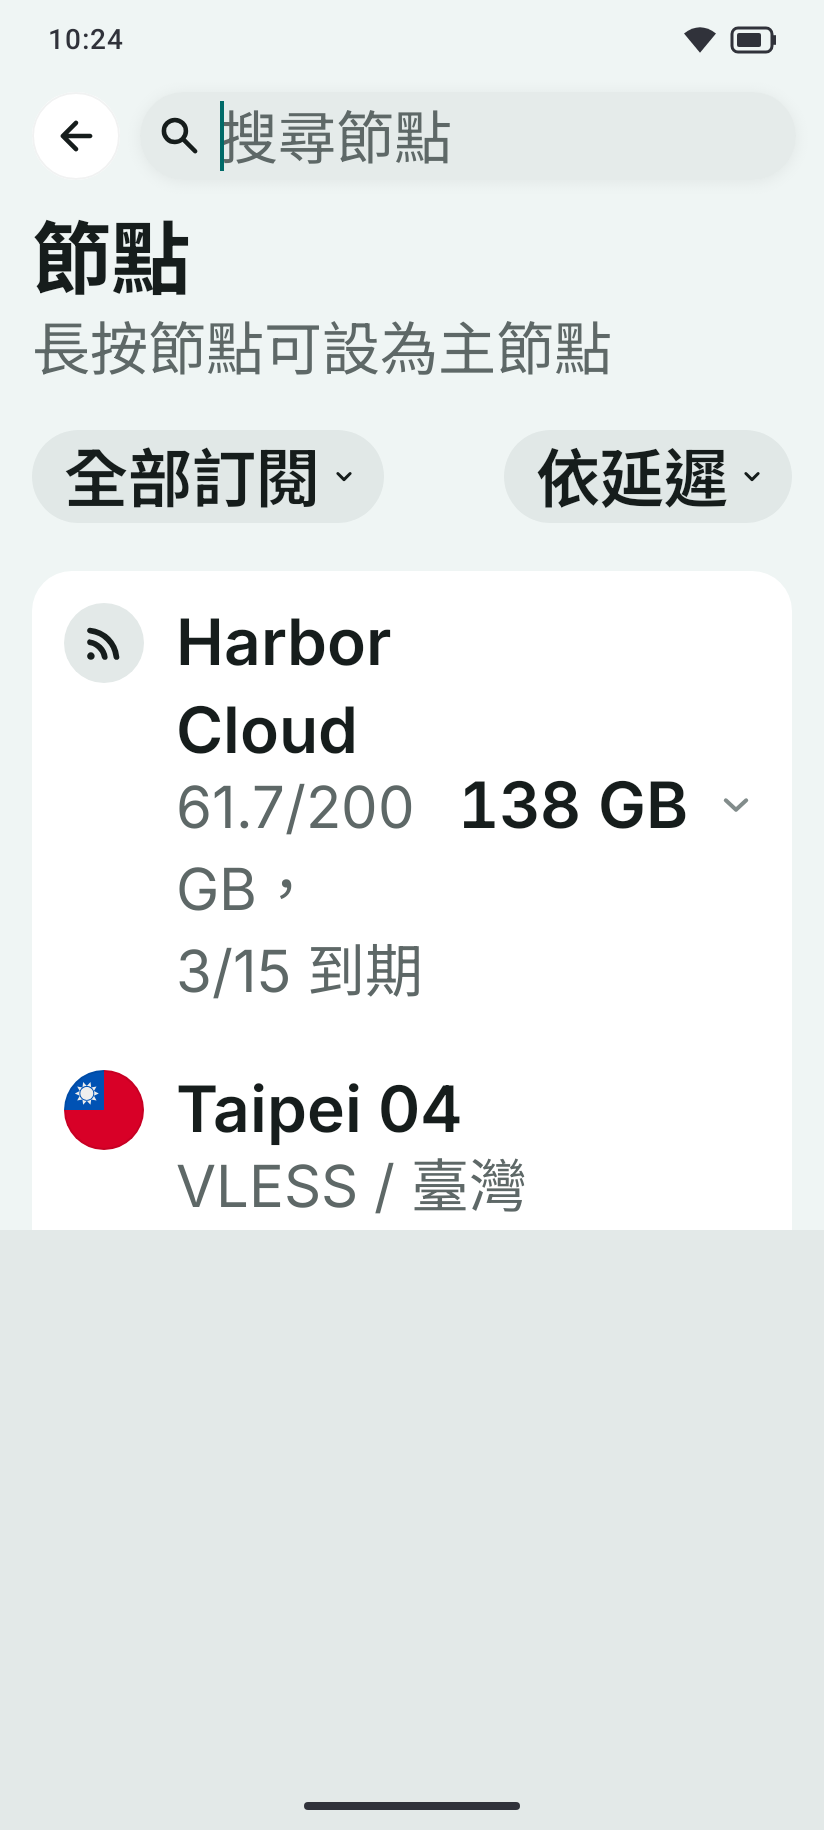 10:24
搜尋節點
節點
長按節點可設為主節點
全部訂閱
依延遲
Harbor
Cloud
61.7/200
GB，
3/15 到期
138 GB
Taipei 04
VLESS / 臺灣